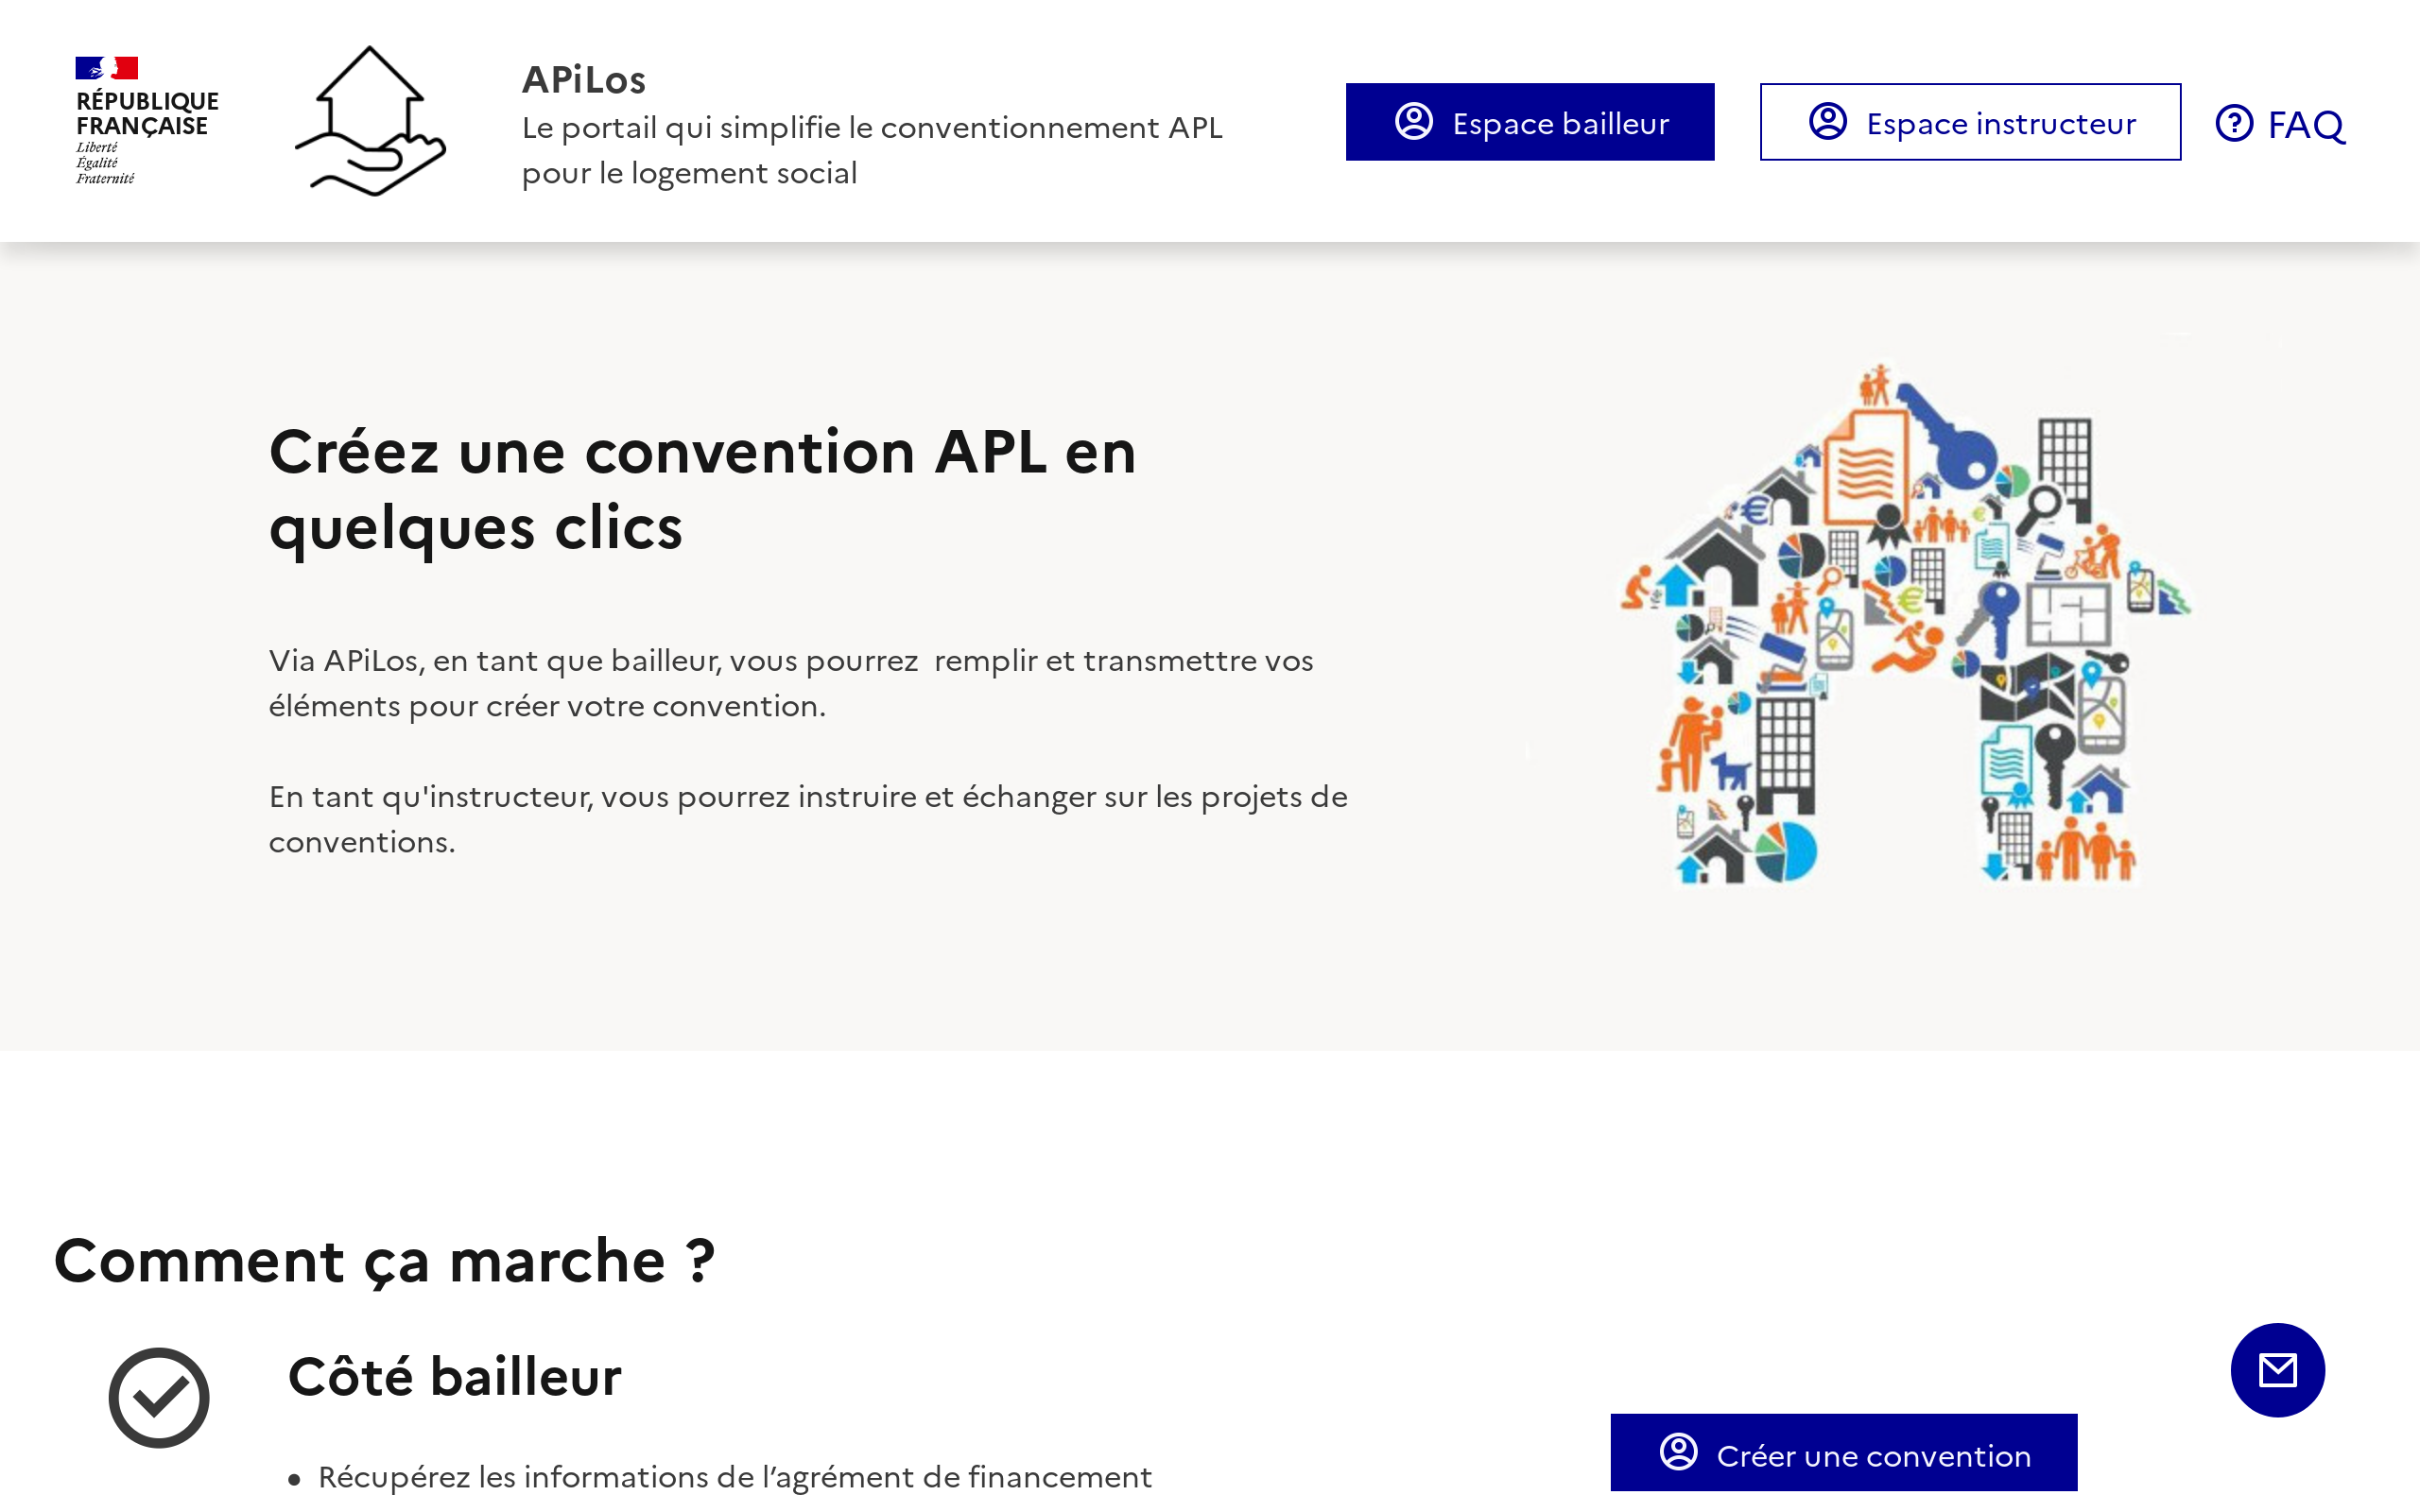 RÉPUBLIQUE
FRANÇAISE
Liberté
Égalité
Fraternité
APiLos
Le portail qui simplifie le conventionnement APL
pour le logement social
Espace bailleur
Espace instructeur
FAQ
Créez une convention APL en
quelques clics
Via APiLos, en tant que bailleur, vous pourrez  remplir et transmettre vos
éléments pour créer votre convention.
En tant qu'instructeur, vous pourrez instruire et échanger sur les projets de
conventions.
Comment ça marche ?
Côté bailleur
Récupérez les informations de l’agrément de financement
Créer une convention